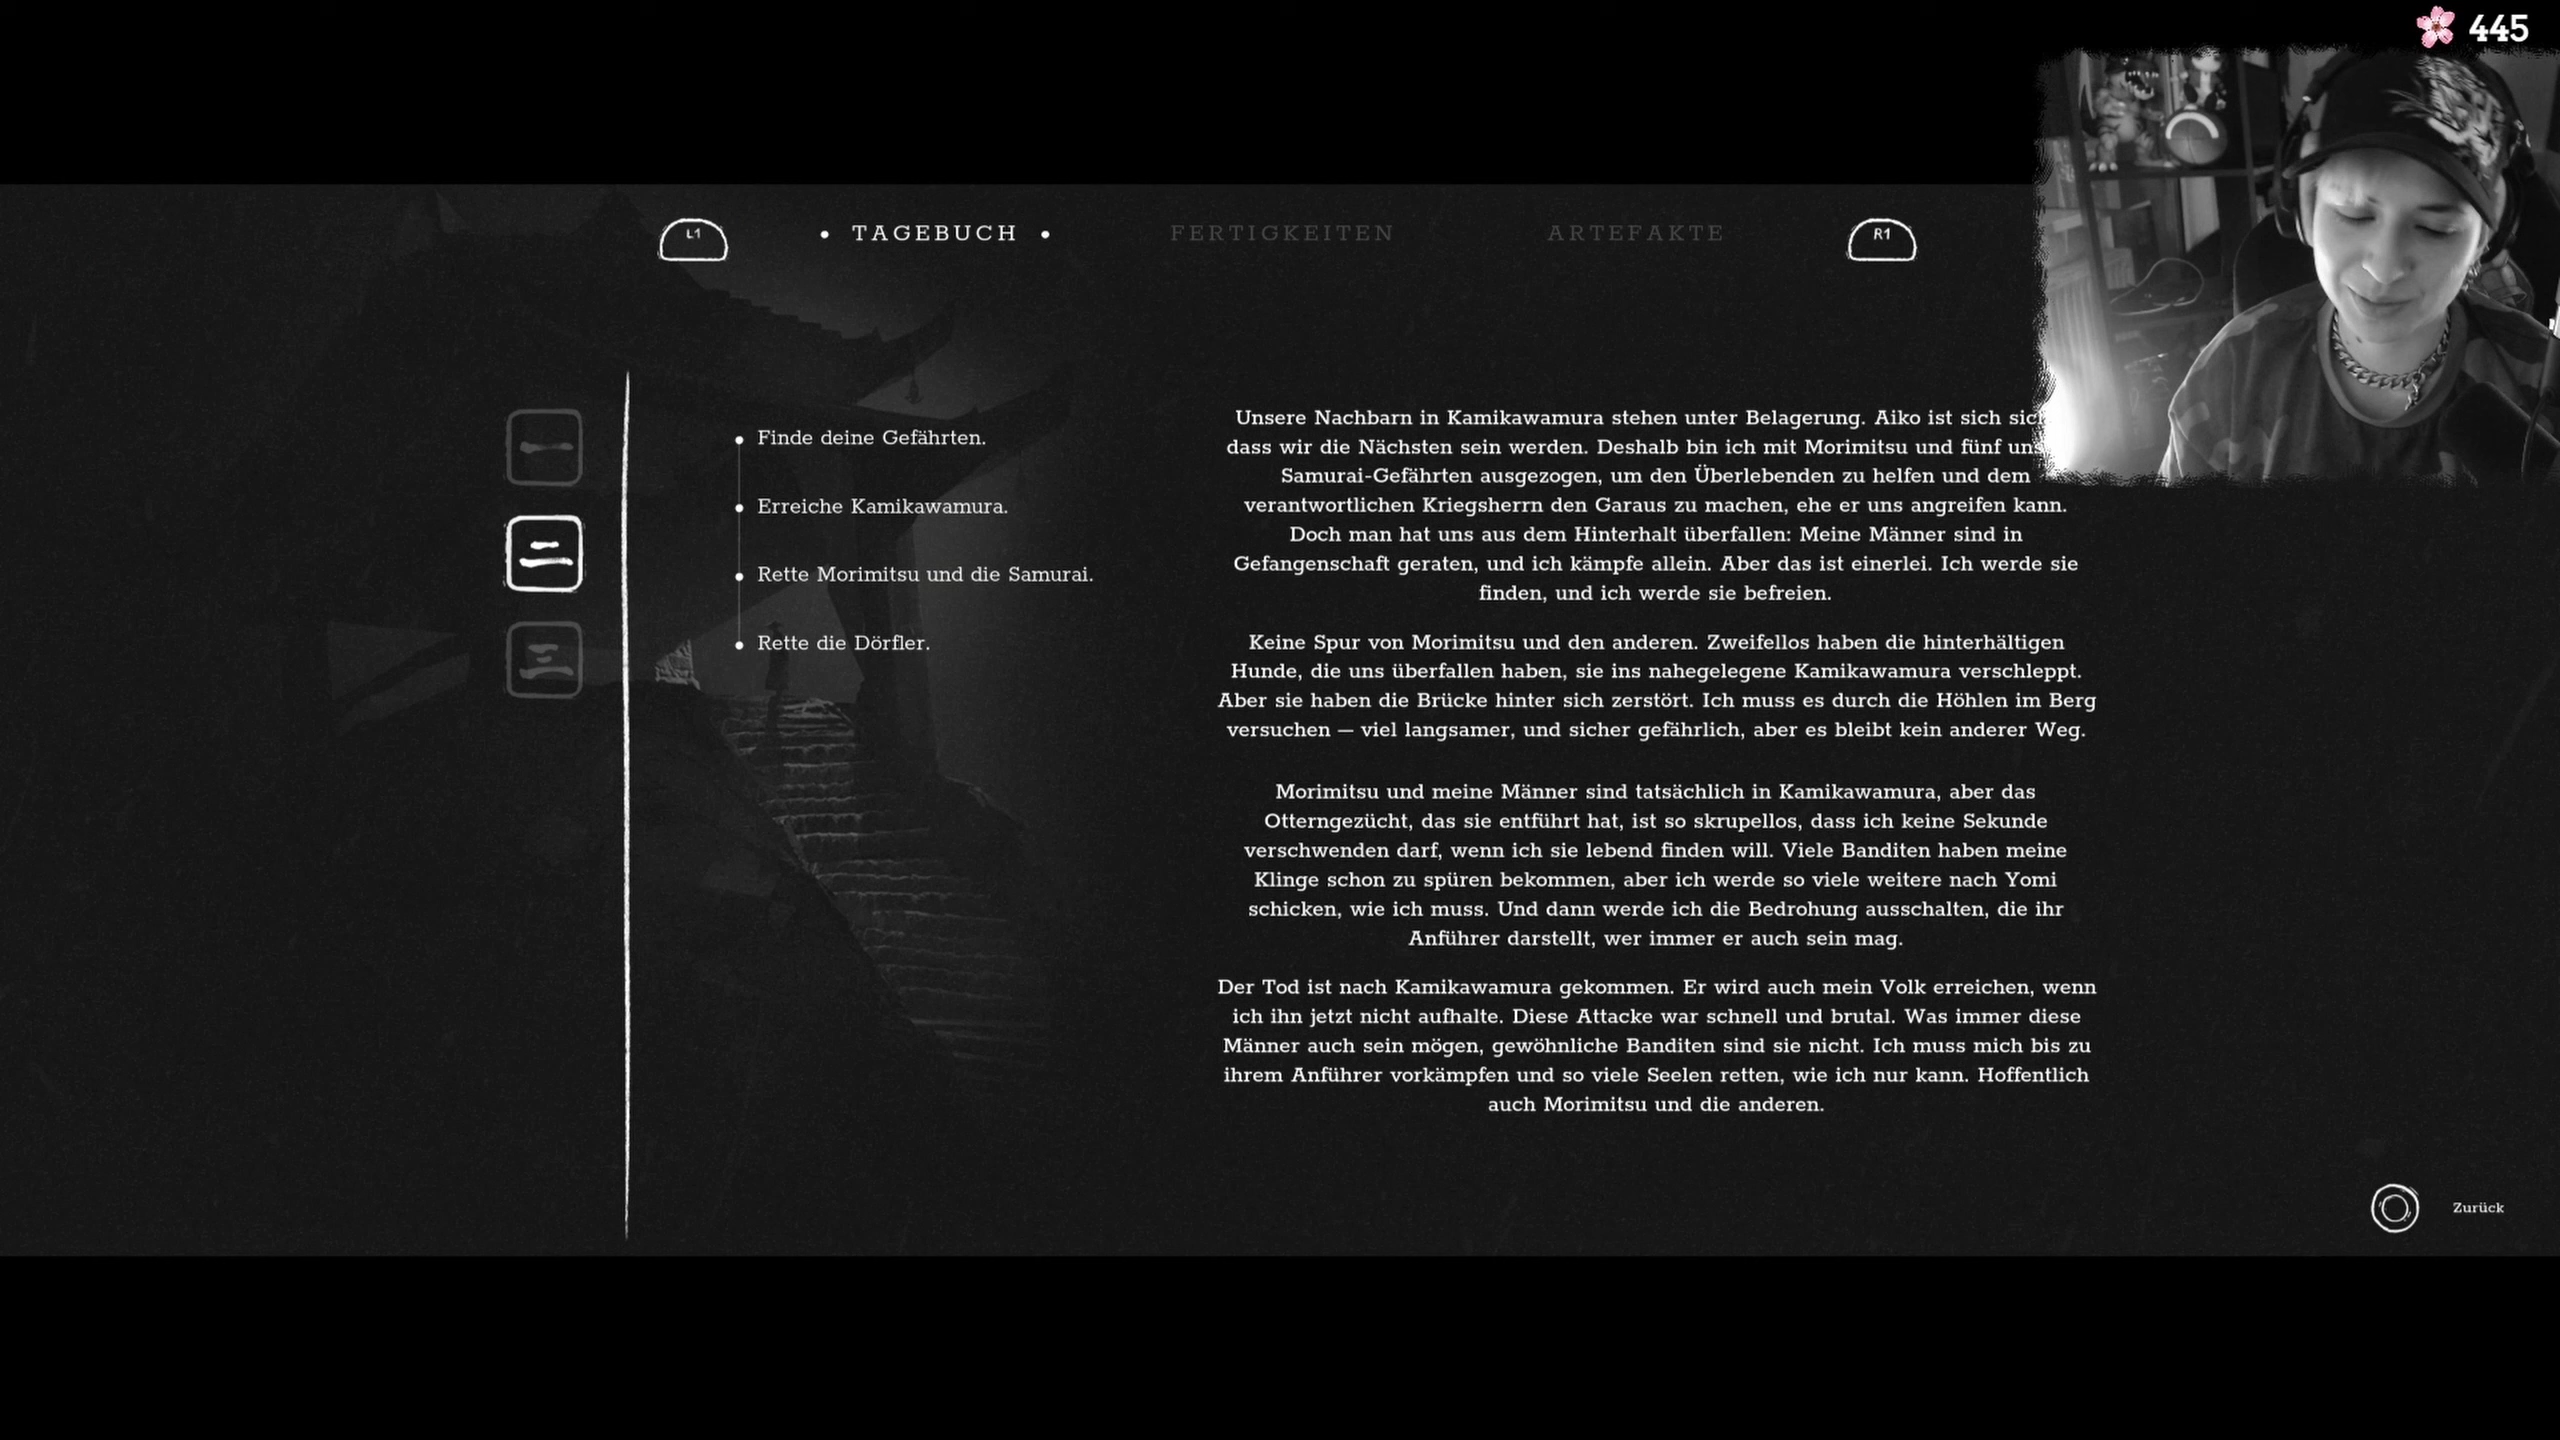 445
L1
• TAGEBUCH •
FERTIGKEITEN
ARTEFAKTE
R1
一
二
三
Finde deine Gefährten.
Erreiche Kamikawamura.
Rette Morimitsu und die Samurai.
Rette die Dörfler.
Unsere Nachbarn in Kamikawamura stehen unter Belagerung. Aiko ist sich
dass wir die Nächsten sein werden. Deshalb bin ich mit Morimitsu und fünf
Samurai-Gefährten ausgezogen, um den Überlebenden zu helfen und dem
verantwortlichen Kriegsherrn den Garaus zu machen, ehe er uns angreifen kann.
Doch man hat uns aus dem Hinterhalt überfallen: Meine Männer sind in
Gefangenschaft geraten, und ich kämpfe allein. Aber das ist einerlei. Ich werde sie
finden, und ich werde sie befreien.
Keine Spur von Morimitsu und den anderen. Zweifellos haben die hinterhältigen
Hunde, die uns überfallen haben, sie ins nahegelegene Kamikawamura verschleppt.
Aber sie haben die Brücke hinter sich zerstört. Ich muss es durch die Höhlen im Berg
versuchen — viel langsamer, und sicher gefährlich, aber es bleibt kein anderer Weg.
Morimitsu und meine Männer sind tatsächlich in Kamikawamura, aber das
Otterngezücht, das sie entführt hat, ist so skrupellos, dass ich keine Sekunde
verschwenden darf, wenn ich sie lebend finden will. Viele Banditen haben meine
Klinge schon zu spüren bekommen, aber ich werde so viele weitere nach Yomi
schicken, wie ich muss. Und dann werde ich die Bedrohung ausschalten, die ihr
Anführer darstellt, wer immer er auch sein mag.
Der Tod ist nach Kamikawamura gekommen. Er wird auch mein Volk erreichen, wenn
ich ihn jetzt nicht aufhalte. Diese Attacke war schnell und brutal. Was immer diese
Männer auch sein mögen, gewöhnliche Banditen sind sie nicht. Ich muss mich bis zu
ihrem Anführer vorkämpfen und so viele Seelen retten, wie ich nur kann. Hoffentlich
auch Morimitsu und die anderen.
Zurück